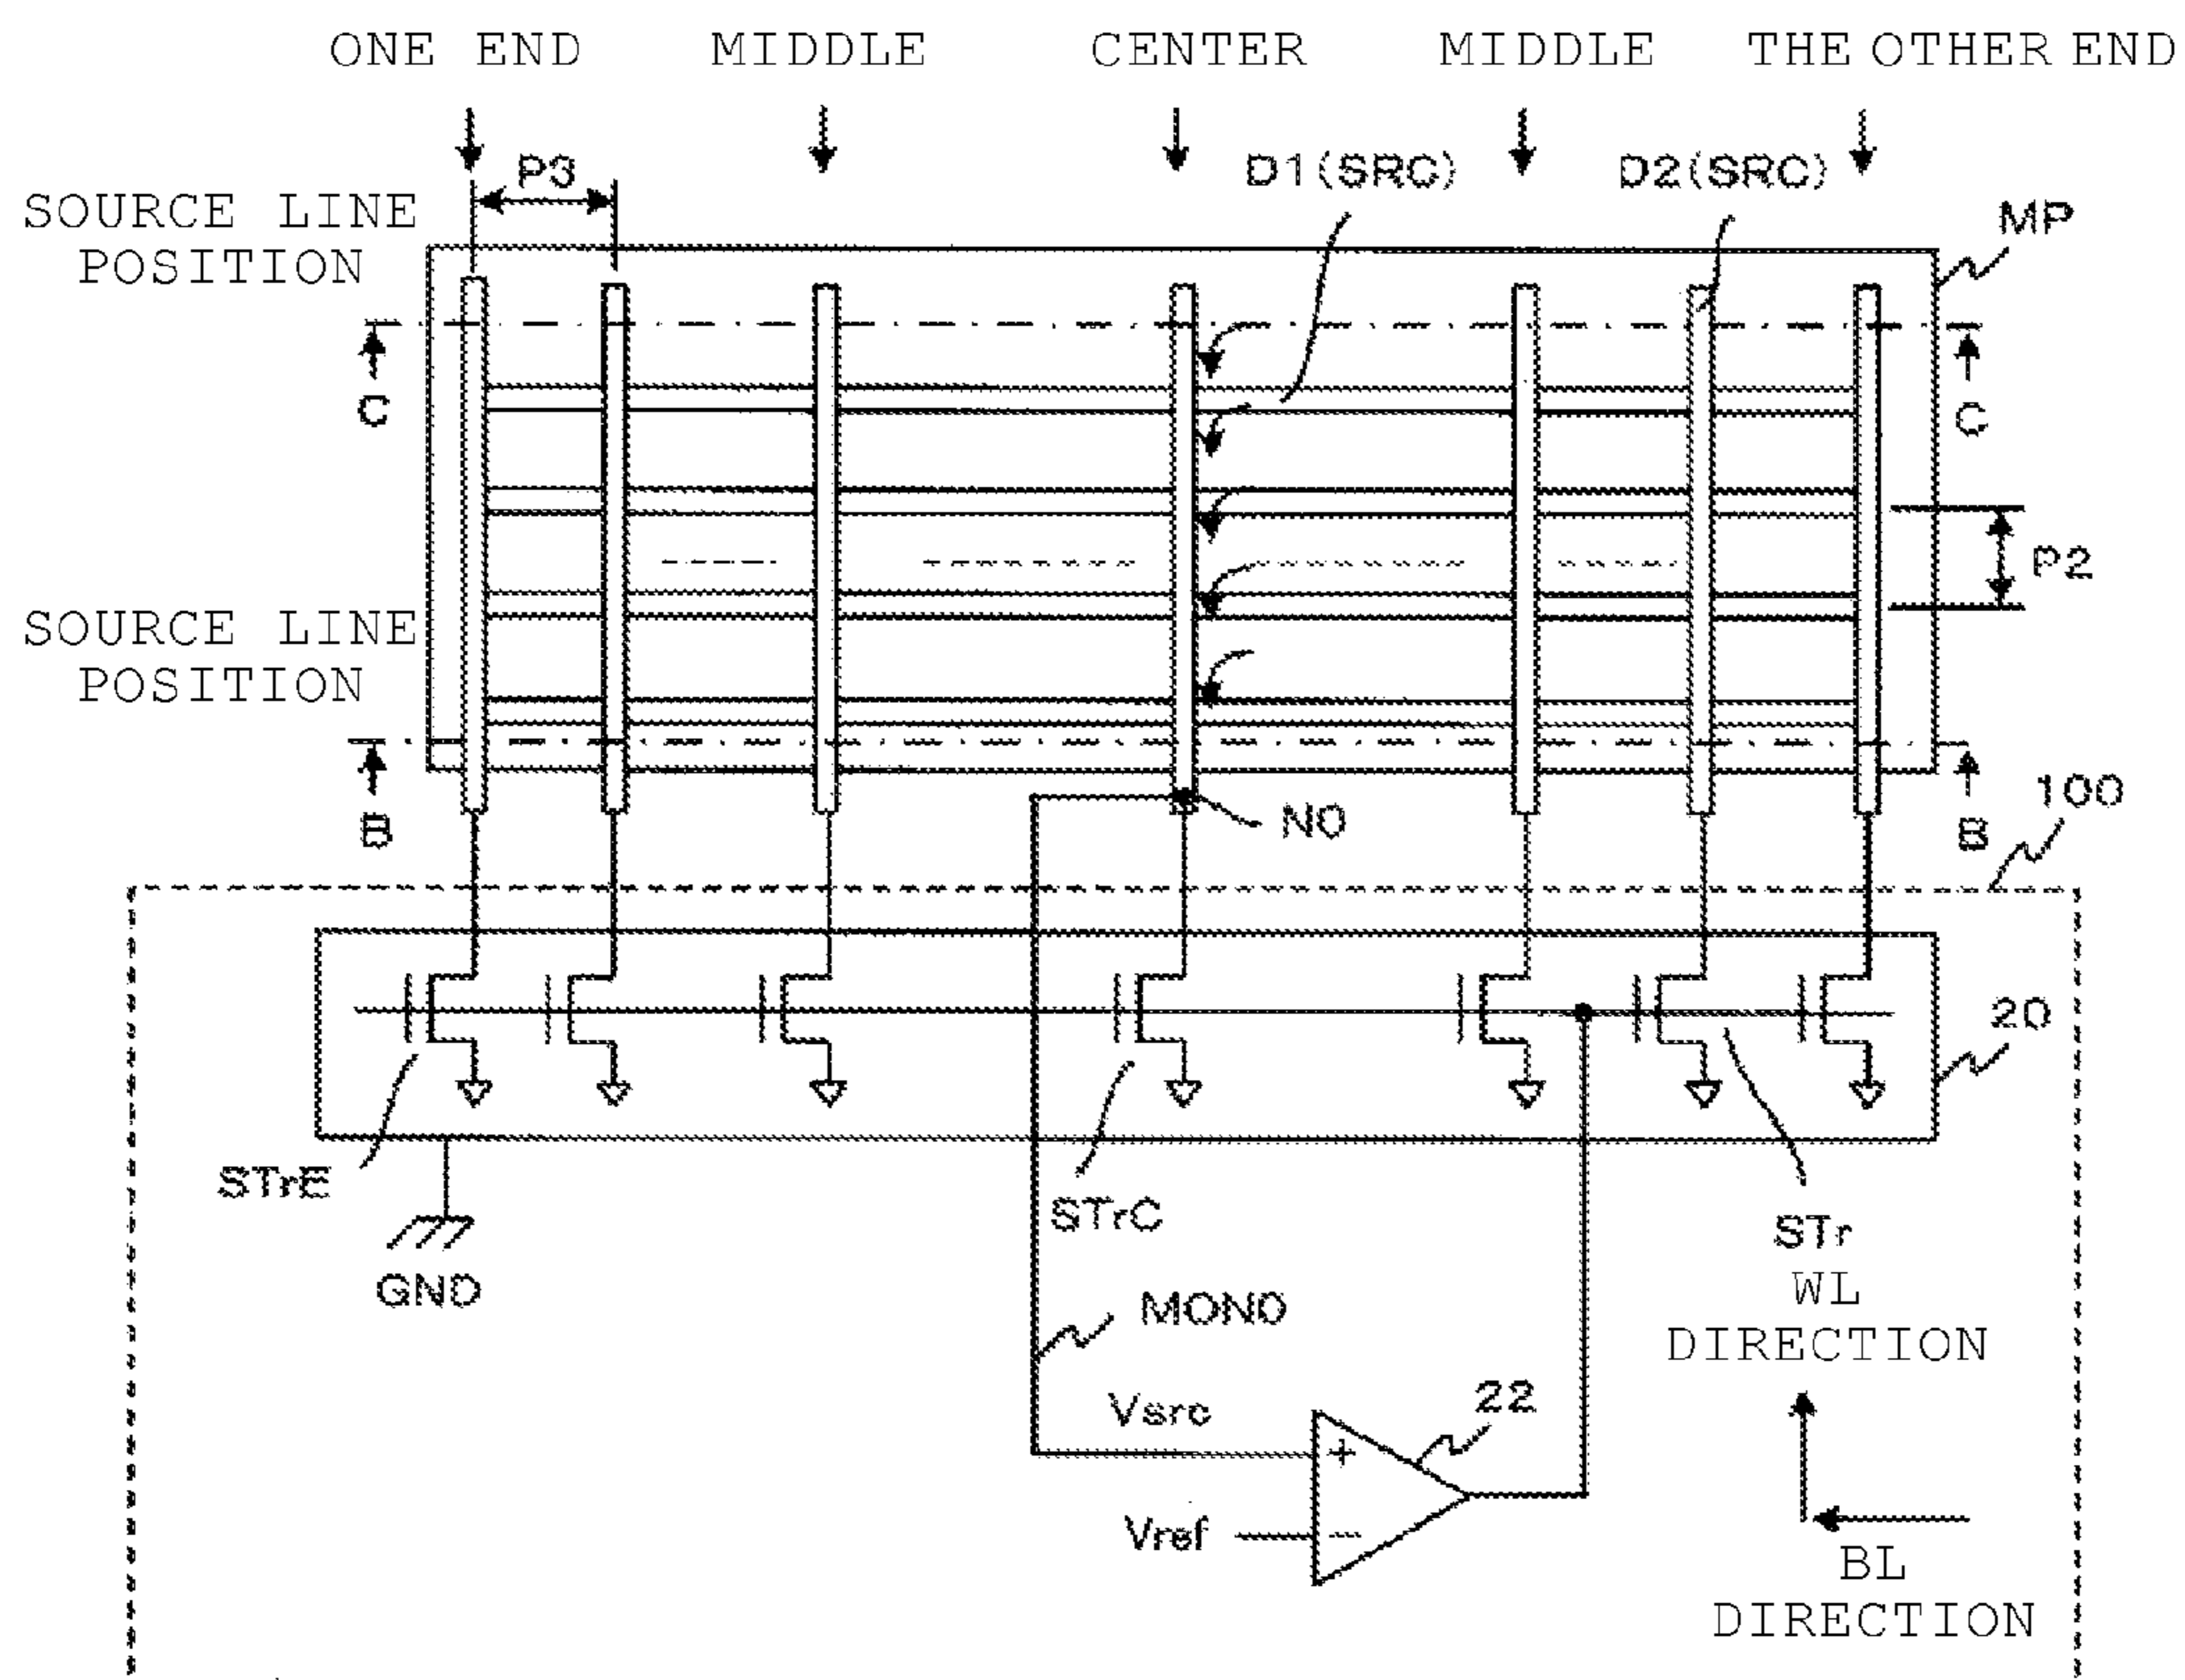 ONE END
MIDDLE
CENTER
MIDDLE
THE OTHER END
P3
D1(SRC)
D2(SRC)
MP
SOURCE LINE
POSITION
C
C
P2
SOURCE LINE
POSITION
B
N0
B
100
20
STrE
STrC
STr
GND
WL
DIRECTION
MON0
Vsrc
22
+
Vref
−
BL
DIRECTION